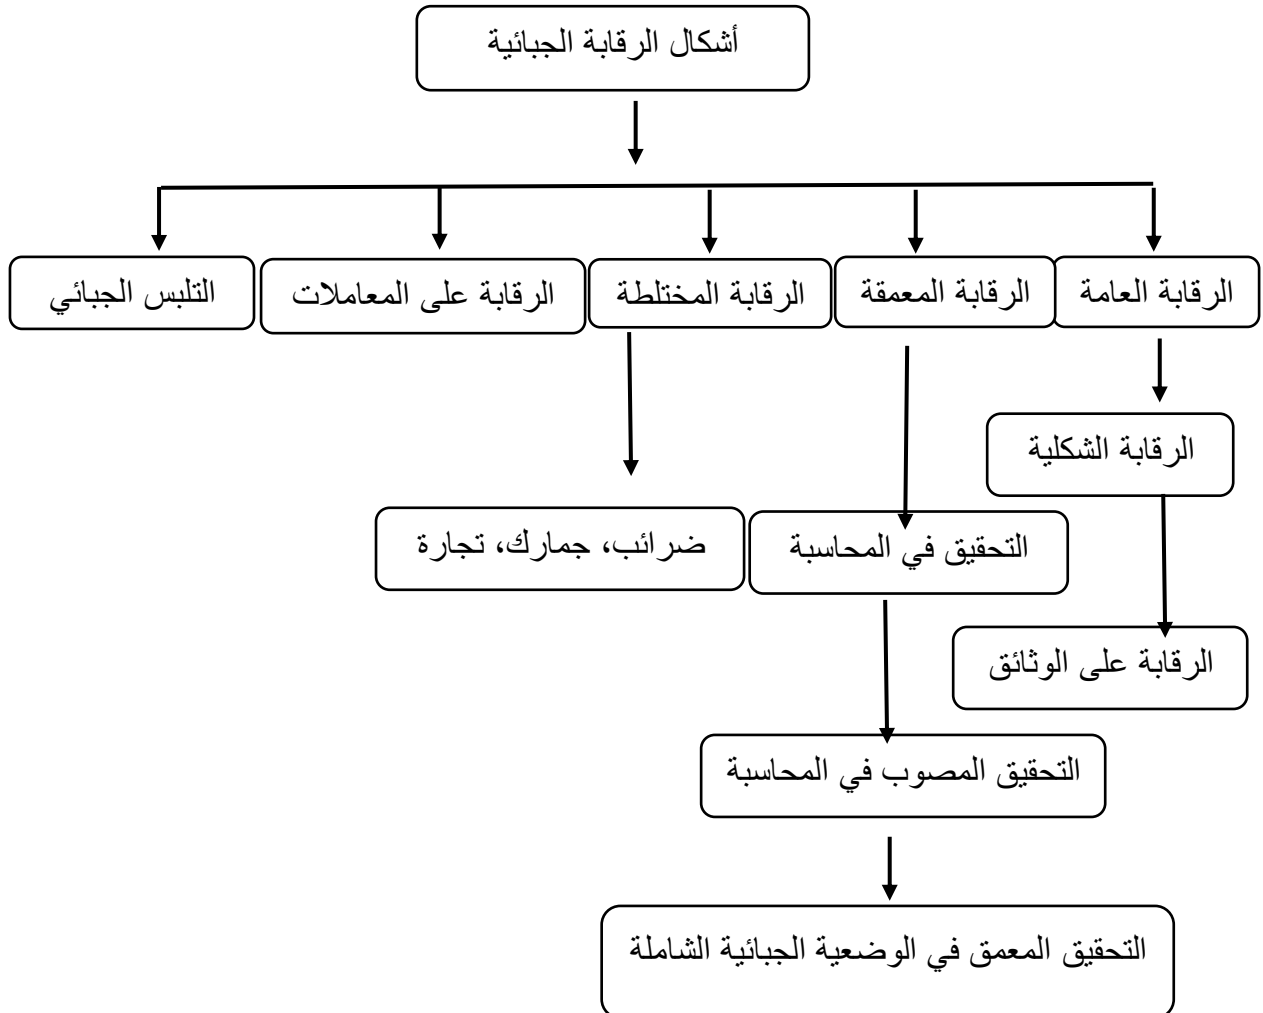 أشكال الرقابة الجبائية
الرقابة العامة
الرقابة المعمقة
الرقابة المختلطة
الرقابة على المعاملات
التلبس الجبائي
الرقابة الشكلية
التحقيق في المحاسبة
ضرائب، جمارك، تجارة
الرقابة على الوثائق
التحقيق المصوب في المحاسبة
التحقيق المعمق في الوضعية الجبائية الشاملة